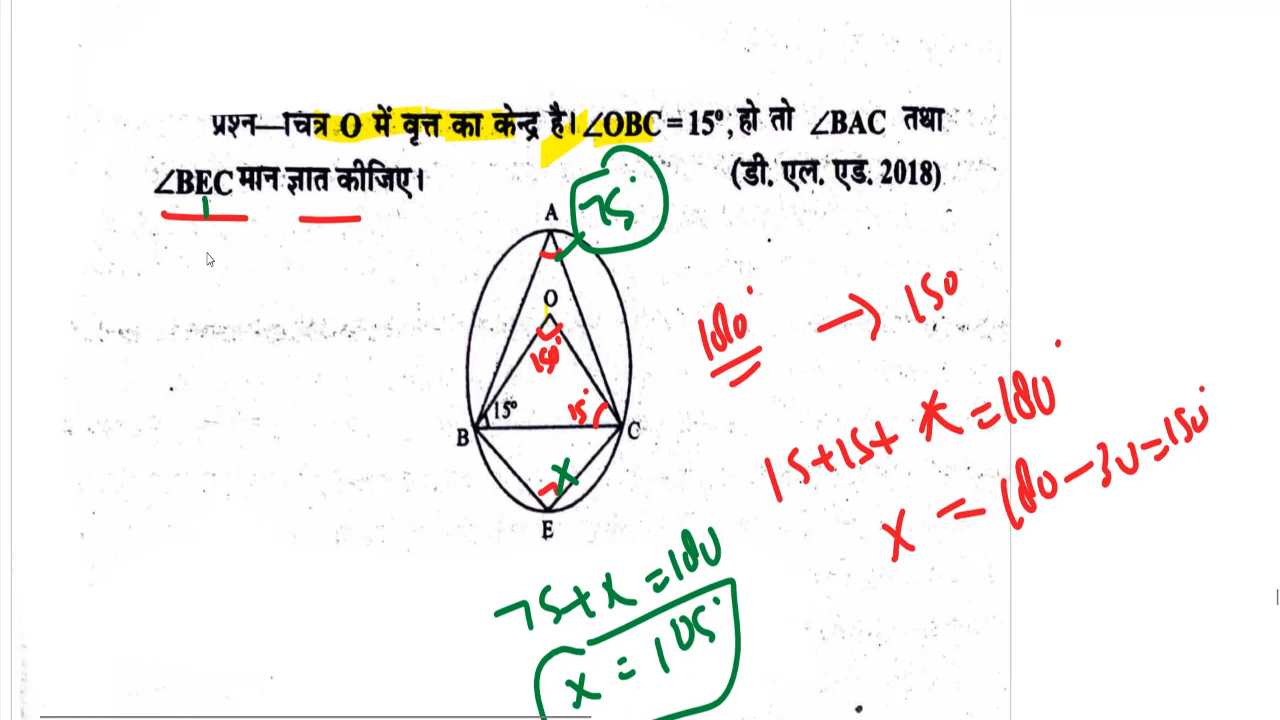 प्रश्न—चित्र O में वृत्त का केन्द्र है। ∠OBC = 15°, हो तो ∠BAC तथा
∠BEC मान ज्ञात कीजिए।
(डी. एल. एड. 2018)
A
75°
O
150°
180° → 150
15°
15°
B
C
15+15+x=180°
x = 180-30=150°
x
E
75+x=180
x = 105°